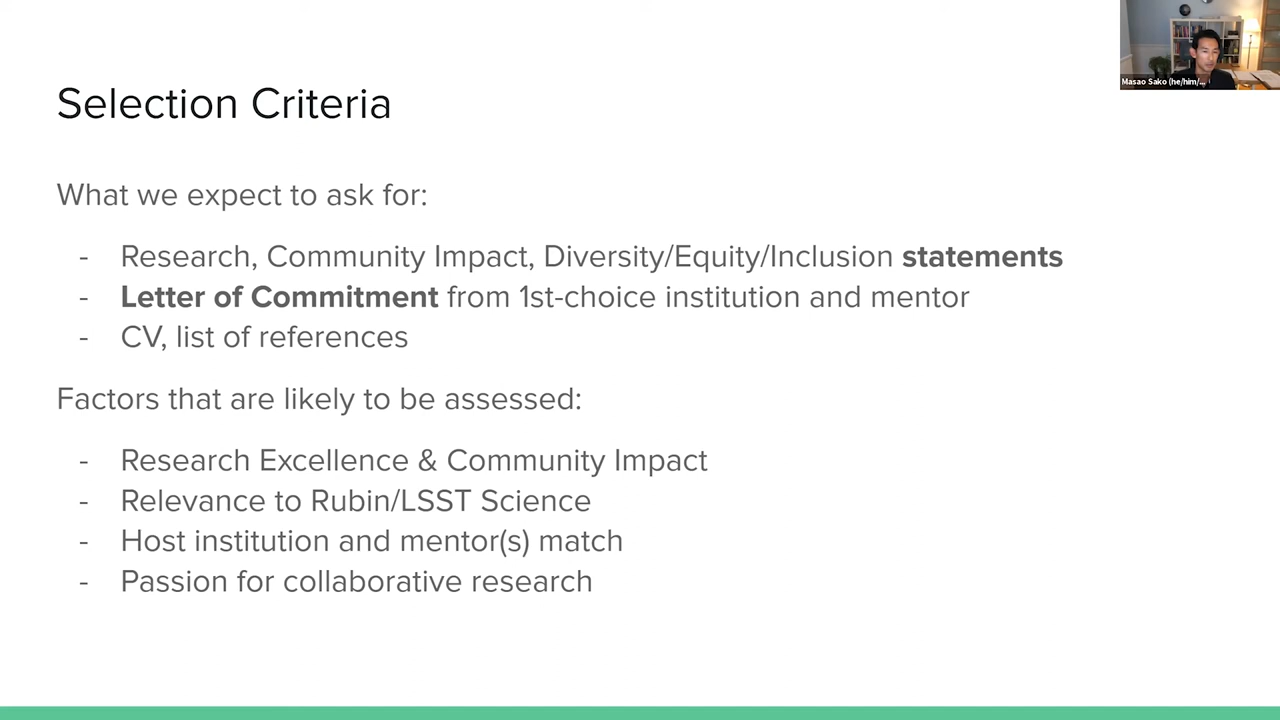 Masao Sako (he/him/...
Selection Criteria
What we expect to ask for:
- Research, Community Impact, Diversity/Equity/Inclusion statements
- Letter of Commitment from 1st-choice institution and mentor
- CV, list of references
Factors that are likely to be assessed:
- Research Excellence & Community Impact
- Relevance to Rubin/LSST Science
- Host institution and mentor(s) match
- Passion for collaborative research